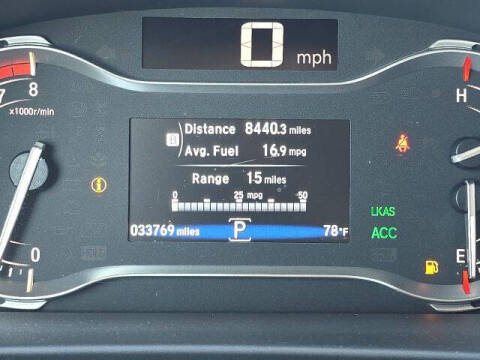 0 mph
7 8
x1000r/min
H
B Distance 8440.3 miles
Avg. Fuel 16.9 mpg
Range 15 miles
0 25 50
mpg
LKAS
033769 miles P 78°F
ACC
0
E